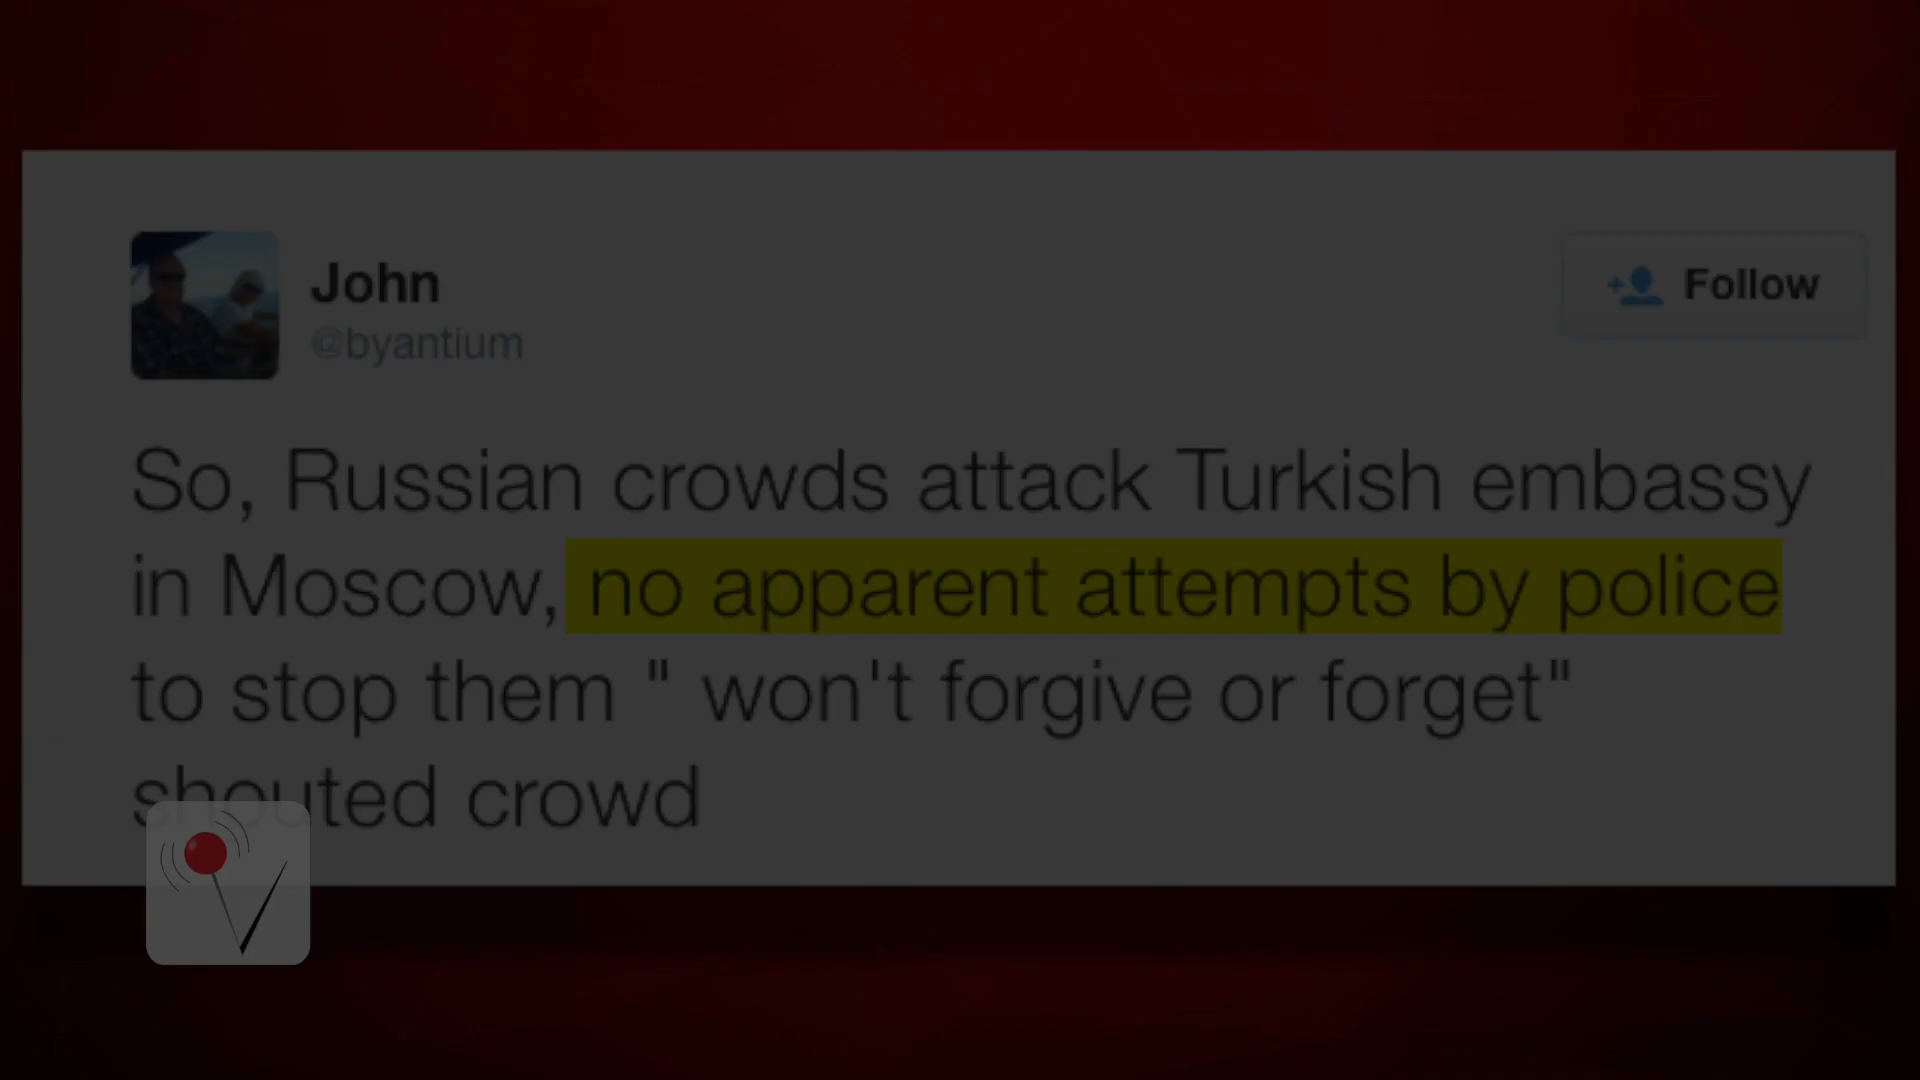 John
@byantium
Follow
So, Russian crowds attack Turkish embassy
in Moscow, no apparent attempts by police
to stop them " won't forgive or forget"
shouted crowd